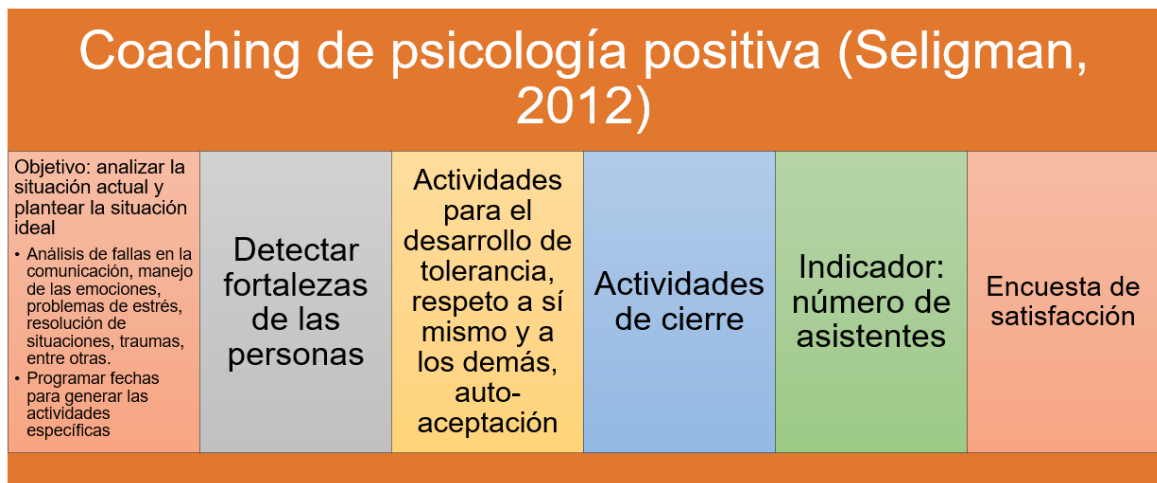 Coaching de psicología positiva (Seligman,
2012)
Objetivo: analizar la
situación actual y
plantear la situación
ideal
• Análisis de fallas en la
comunicación, manejo
de las emociones,
problemas de estrés,
resolución de
situaciones, traumas,
entre otras.
• Programar fechas
para generar las
actividades
específicas
Detectar
fortalezas
de las
personas
Actividades
para el
desarrollo de
tolerancia,
respeto a sí
mismo y a
los demás,
auto-
aceptación
Actividades
de cierre
Indicador:
número de
asistentes
Encuesta de
satisfacción